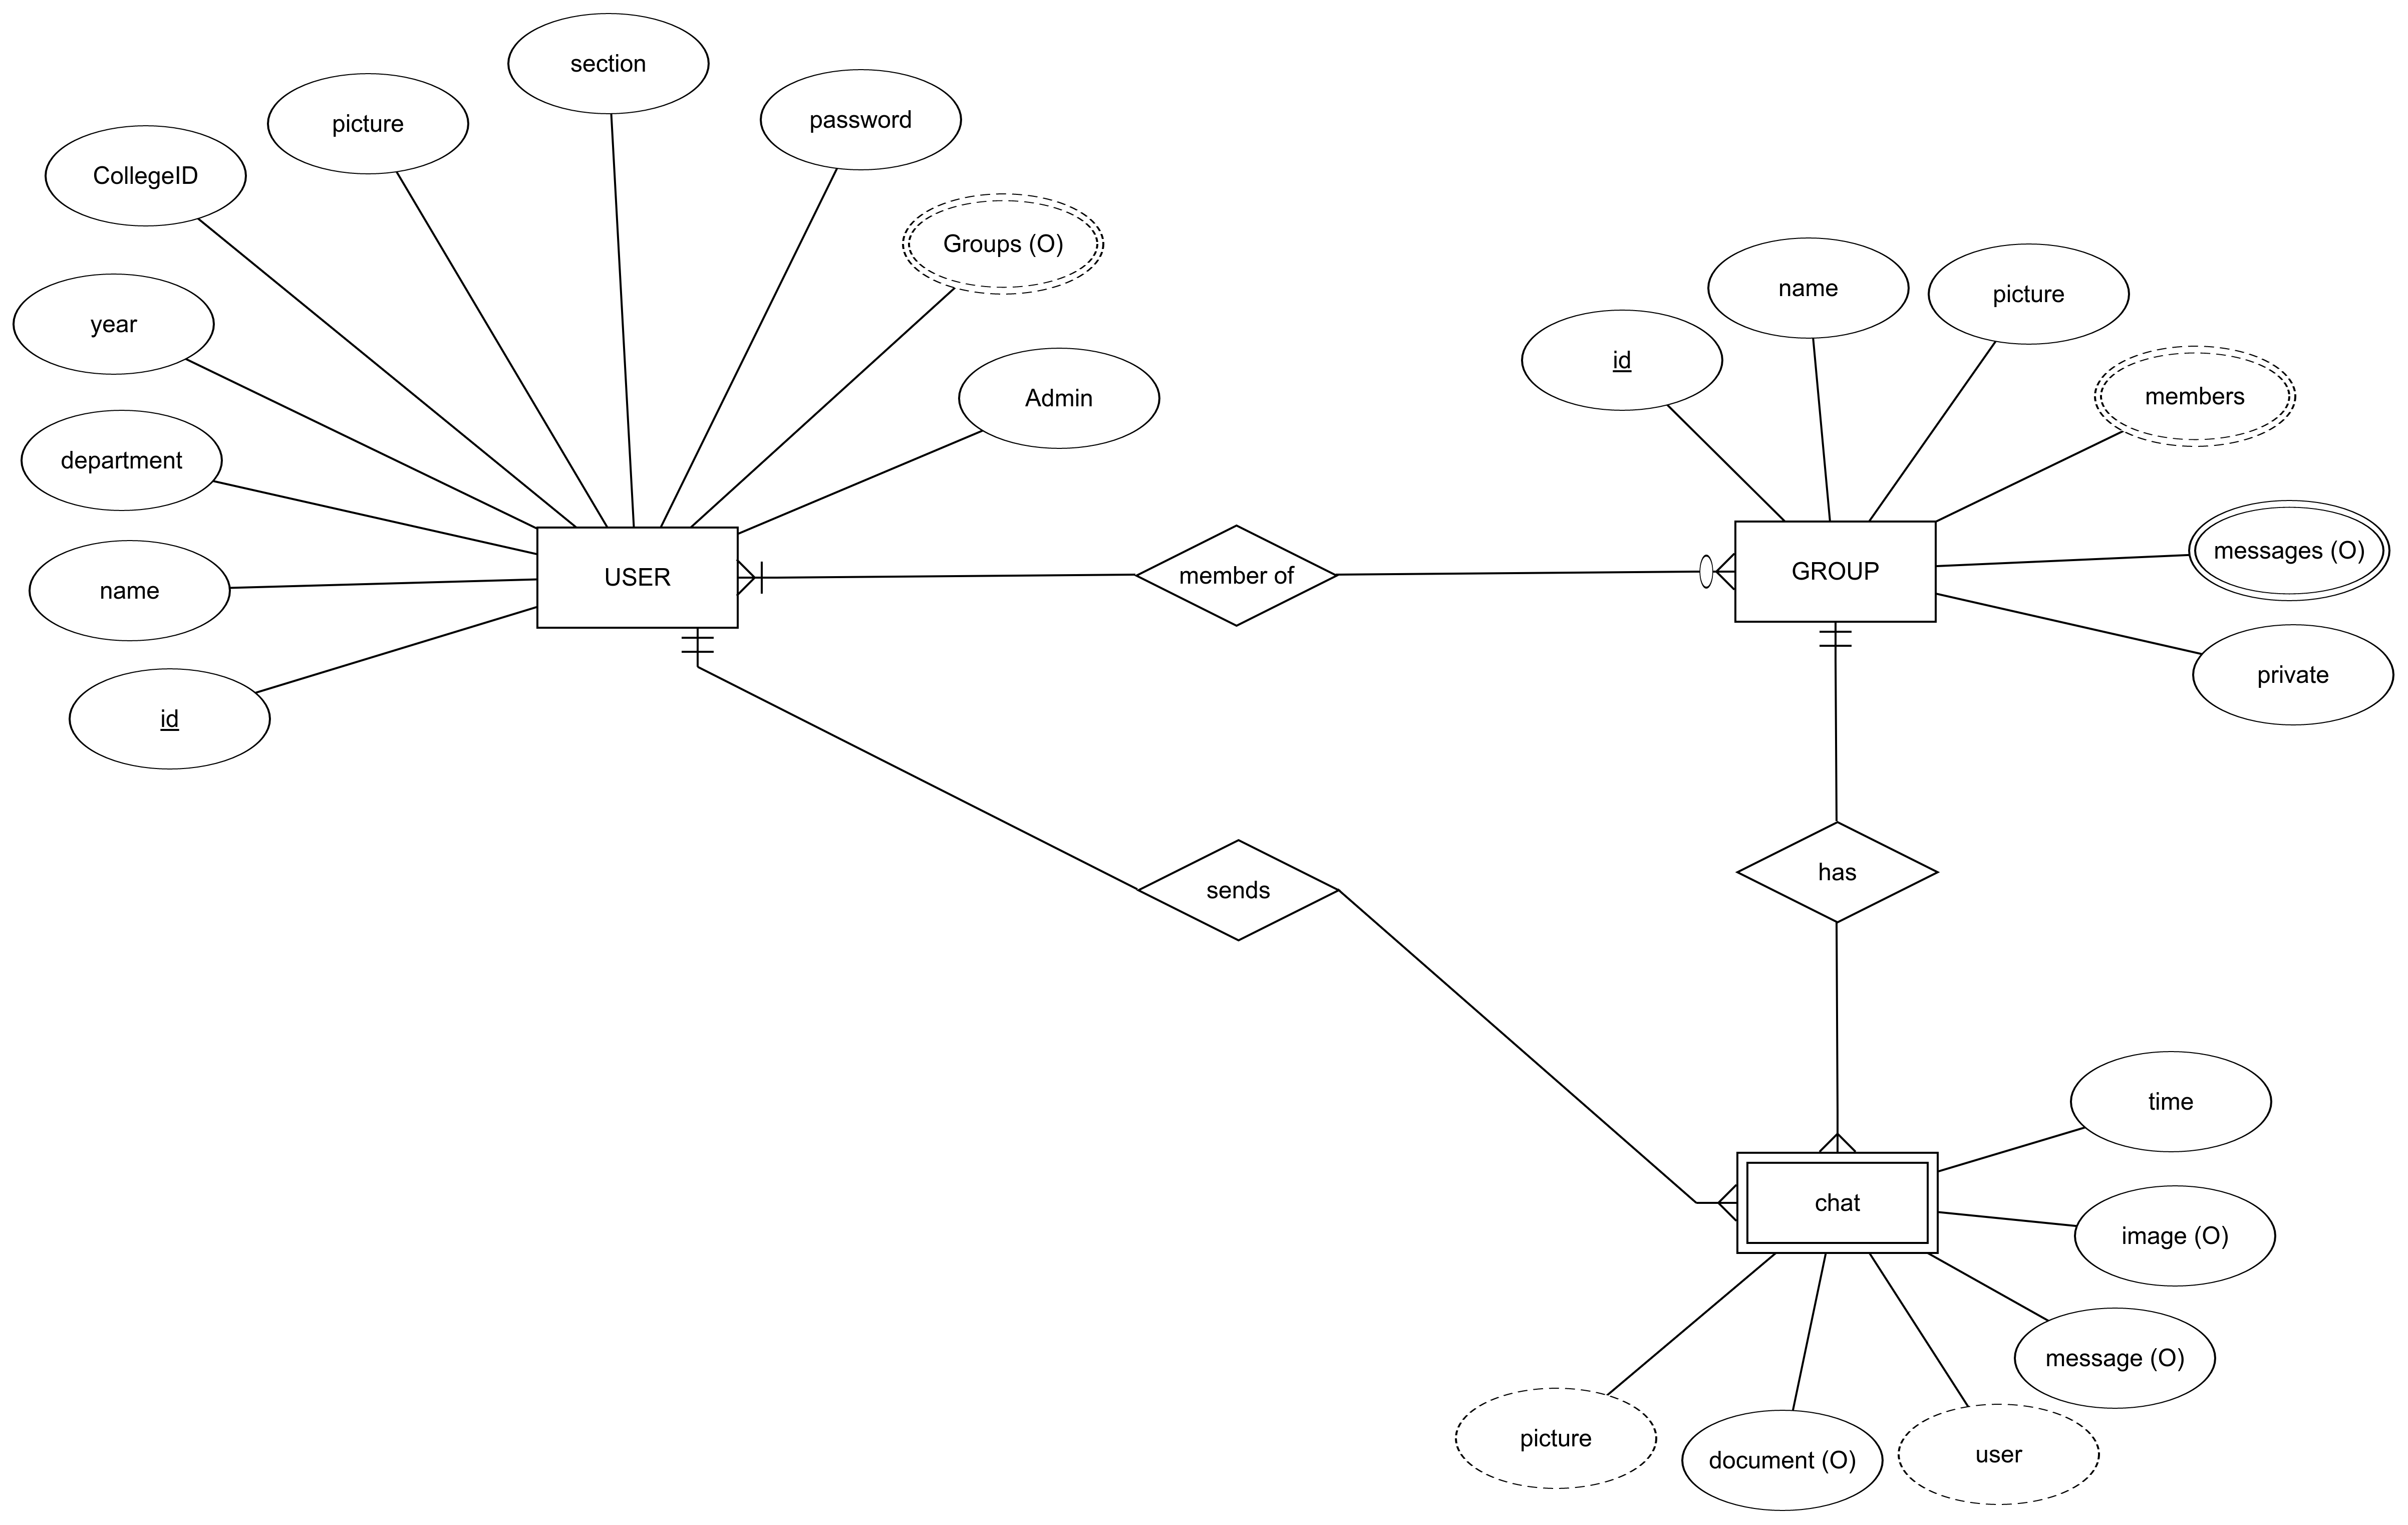 section
password
picture
CollegeID
Groups (O)
year
Admin
department
USER
name
id
member of
sends
name
picture
id
members
messages (O)
GROUP
private
has
time
chat
image (O)
message (O)
picture
document (O)
user